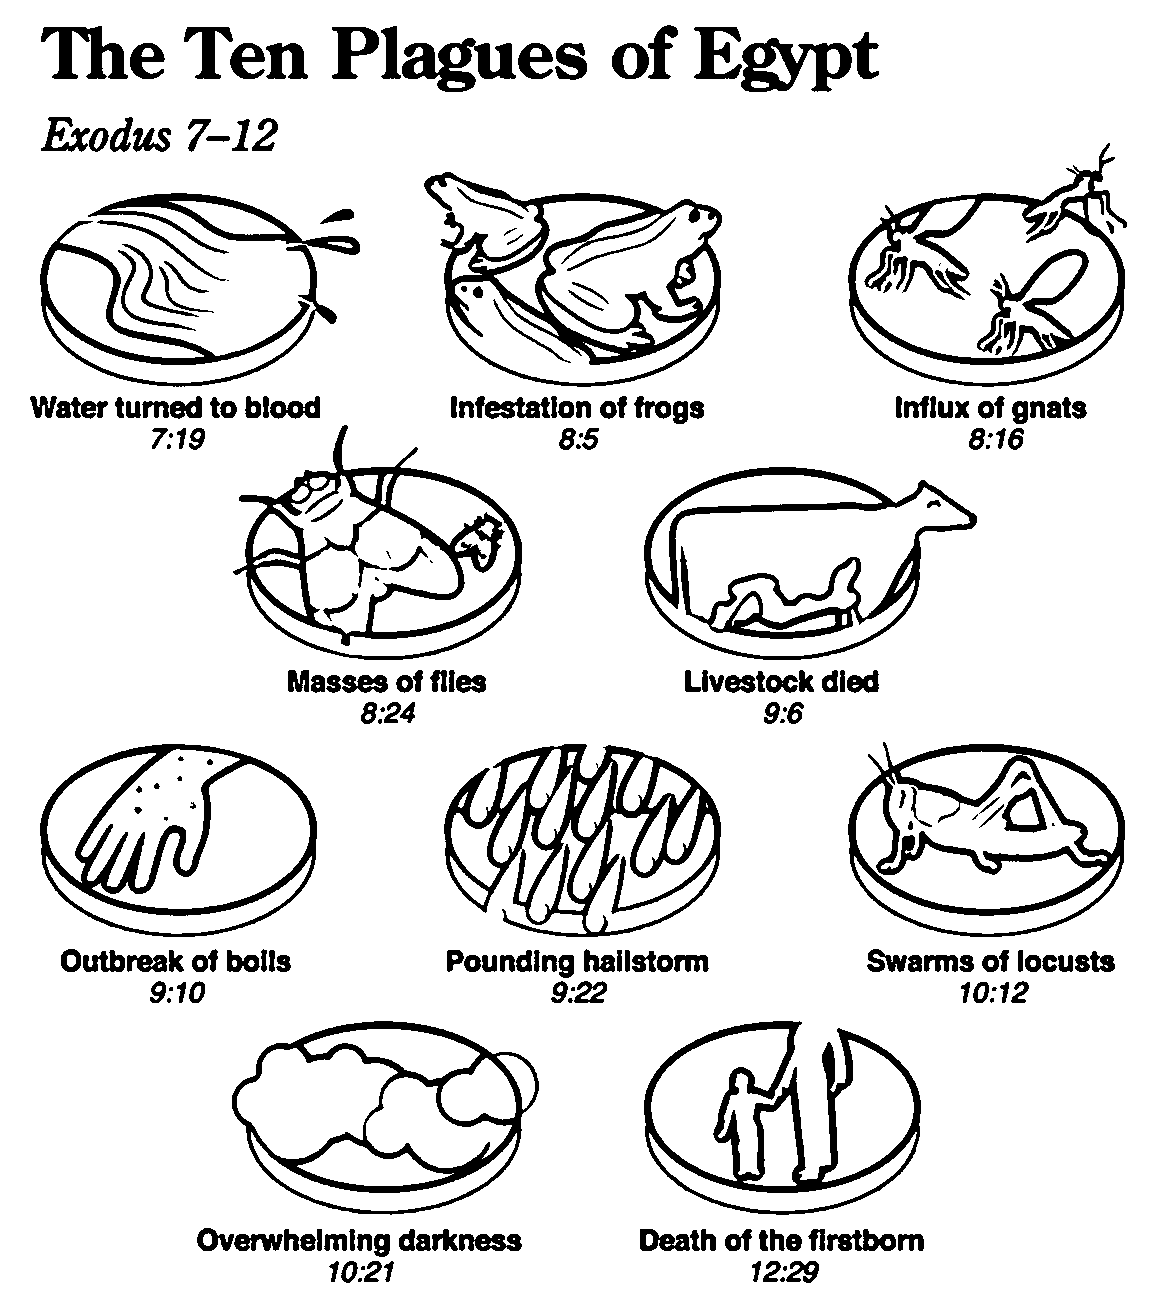 The Ten Plagues of Egypt
Exodus 7–12
Water turned to blood
7:19
Infestation of frogs
8:5
Influx of gnats
8:16
Masses of flies
8:24
Livestock died
9:6
Outbreak of boils
9:10
Pounding hailstorm
9:22
Swarms of locusts
10:12
Overwhelming darkness
10:21
Death of the firstborn
12:29